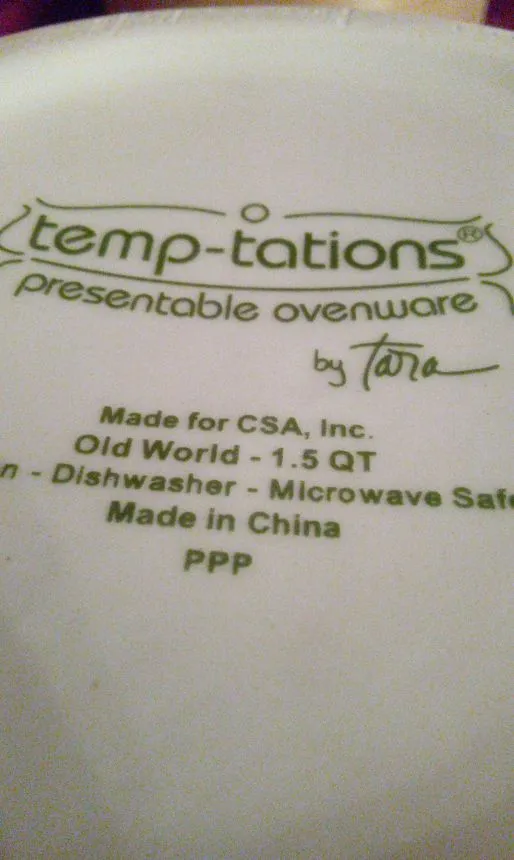 temp-tations®
presentable ovenware
by Tara
Made for CSA, Inc.
Old World - 1.5 QT
n - Dishwasher - Microwave Safe
Made in China
PPP